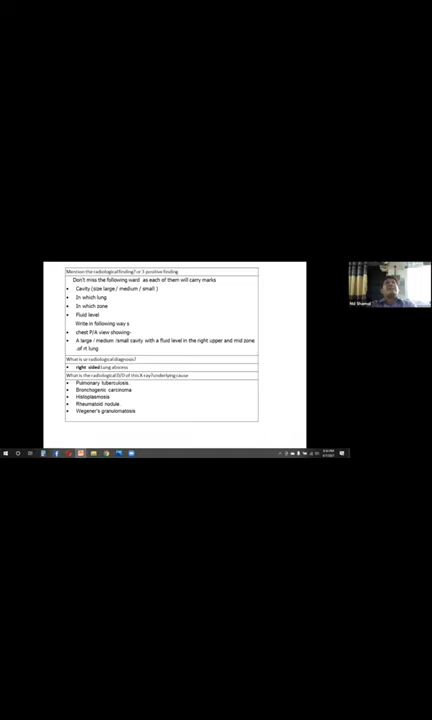 Mention the radiological finding? or 3 positive finding
Don't miss the following ward as each of them will carry marks
• Cavity (size large / medium / small )
• In which lung
• In which zone
• Fluid level
Write in following way s
• chest P/A view showing-
• A large / medium /small cavity with a fluid level in the right upper and mid zone
.of rt lung
What is ur radiological diagnosis?
• right sided Lung abscess
What is the radiological D/D of this X-ray?underlying cause
• Pulmonary tuberculosis.
• Bronchogenic carcinoma
• Histoplasmosis
• Rheumatoid nodule.
• Wegener's granulomatosis
Md Shamal